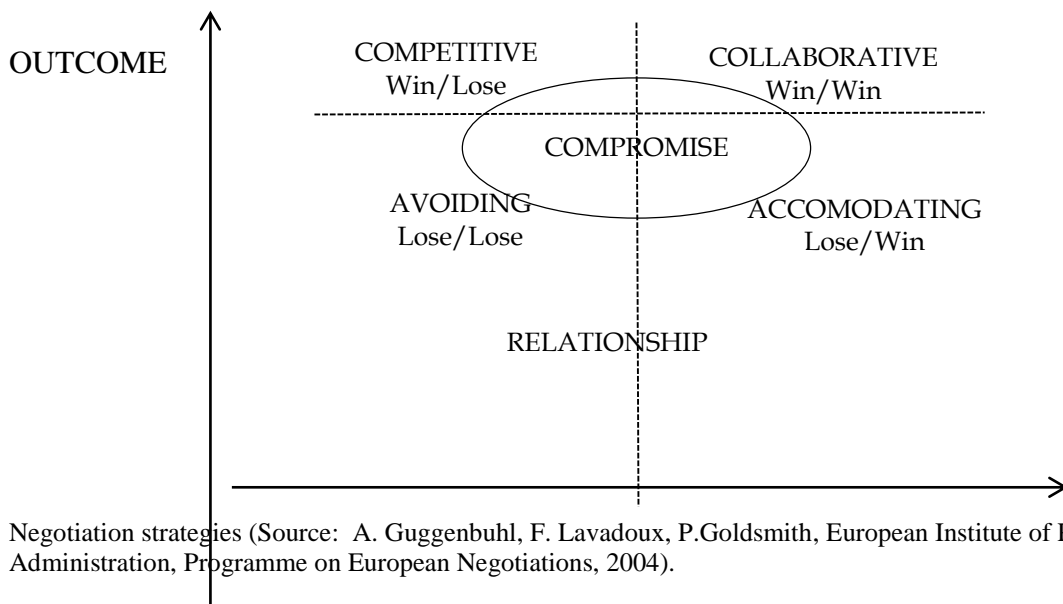 OUTCOME
COMPETITIVE
Win/Lose
COLLABORATIVE
Win/Win
COMPROMISE
AVOIDING
Lose/Lose
ACCOMODATING
Lose/Win
RELATIONSHIP
Negotiation strategies (Source: A. Guggenbuhl, F. Lavadoux, P.Goldsmith, European Institute of
Administration, Programme on European Negotiations, 2004).